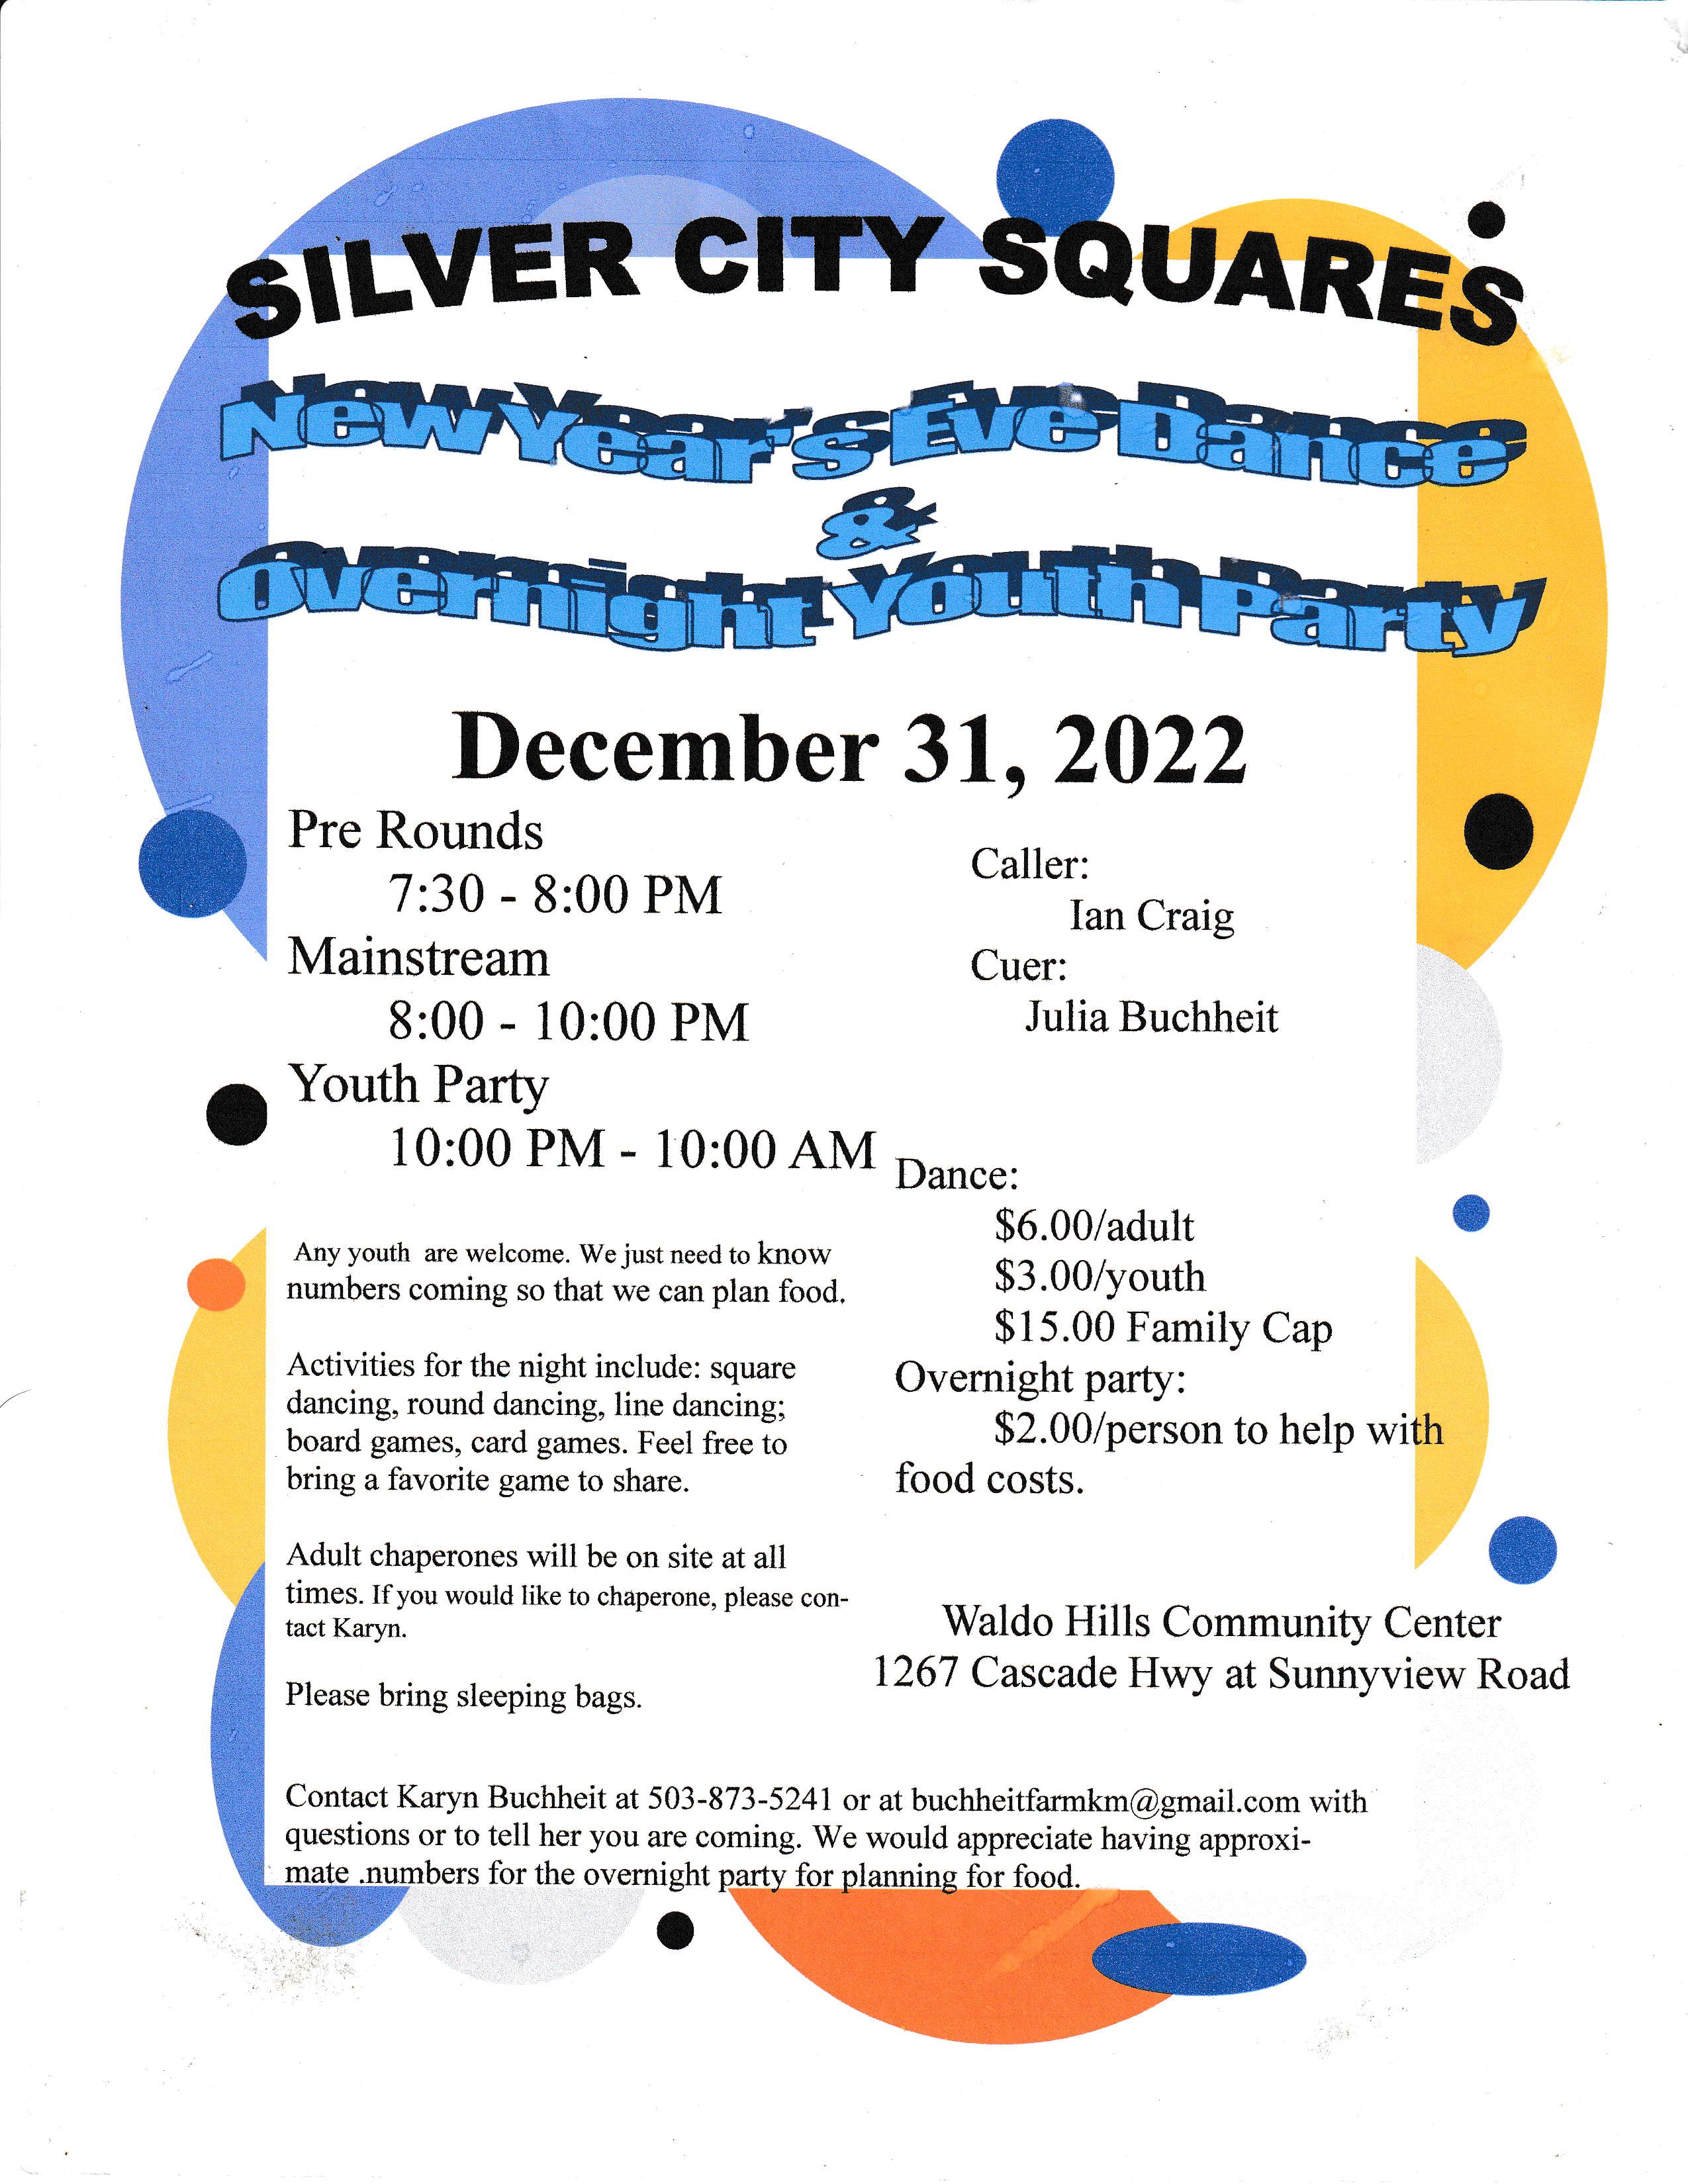 SILVER CITY SQUARES
New Year's Eve Dance
&
Overnight Youth Party
December 31, 2022
Pre Rounds
7:30 - 8:00 PM
Mainstream
8:00 - 10:00 PM
Youth Party
10:00 PM - 10:00 AM
Caller:
Ian Craig
Cuer:
Julia Buchheit
Any youth are welcome. We just need to know
numbers coming so that we can plan food.
Activities for the night include: square
dancing, round dancing, line dancing;
board games, card games. Feel free to
bring a favorite game to share.
Adult chaperones will be on site at all
times. If you would like to chaperone, please con-
tact Karyn.
Please bring sleeping bags.
Dance:
$6.00/adult
$3.00/youth
$15.00 Family Cap
Overnight party:
$2.00/person to help with
food costs.
Waldo Hills Community Center
1267 Cascade Hwy at Sunnyview Road
Contact Karyn Buchheit at 503-873-5241 or at buchheitfarmkm@gmail.com with
questions or to tell her you are coming. We would appreciate having approxi-
mate .numbers for the overnight party for planning for food.